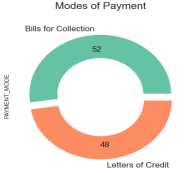 Modes of Payment
Bills for Collection
52
PAYMENT_MODE
48
Letters of Credit